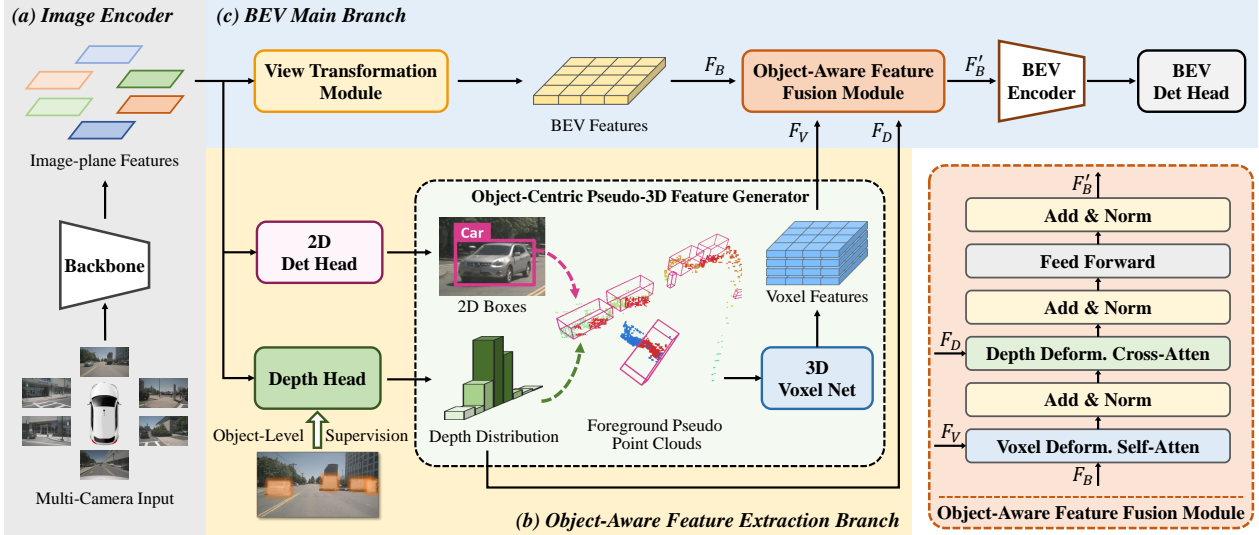 (a) Image Encoder
Image-plane Features
Backbone
Multi-Camera Input
(c) BEV Main Branch
View Transformation
Module
BEV Features
F_B
Object-Aware Feature
Fusion Module
F'_B
BEV
Encoder
BEV
Det Head
F_V
F_D
Object-Centric Pseudo-3D Feature Generator
2D
Det Head
Car
2D Boxes
Voxel Features
Depth Head
Depth Distribution
Foreground Pseudo
Point Clouds
3D
Voxel Net
Object-Level
Supervision
(b) Object-Aware Feature Extraction Branch
F'_B
Add & Norm
Feed Forward
Add & Norm
F_D
Depth Deform. Cross-Atten
Add & Norm
F_V
Voxel Deform. Self-Atten
F_B
Object-Aware Feature Fusion Module